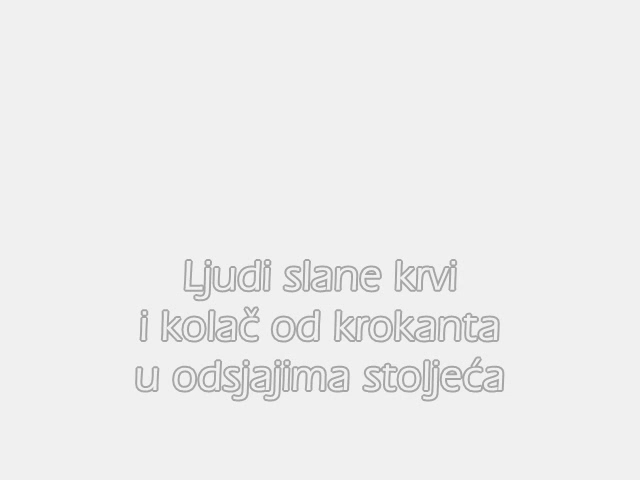 Ljudi slane krvi
i kolač od krokanta
u odsjajima stoljeća